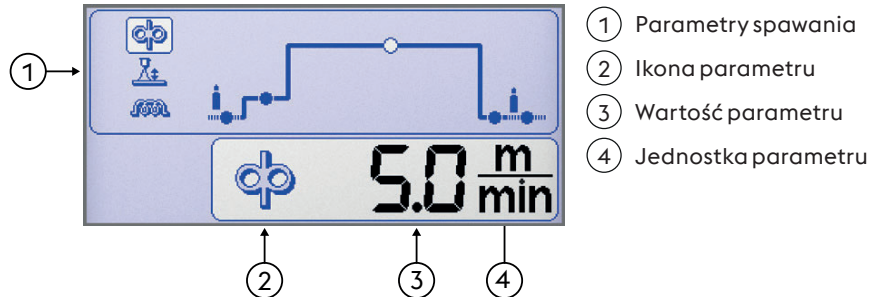 1
5.0 m/min
2
3
4
1 Parametry spawania
2 Ikona parametru
3 Wartość parametru
4 Jednostka parametru